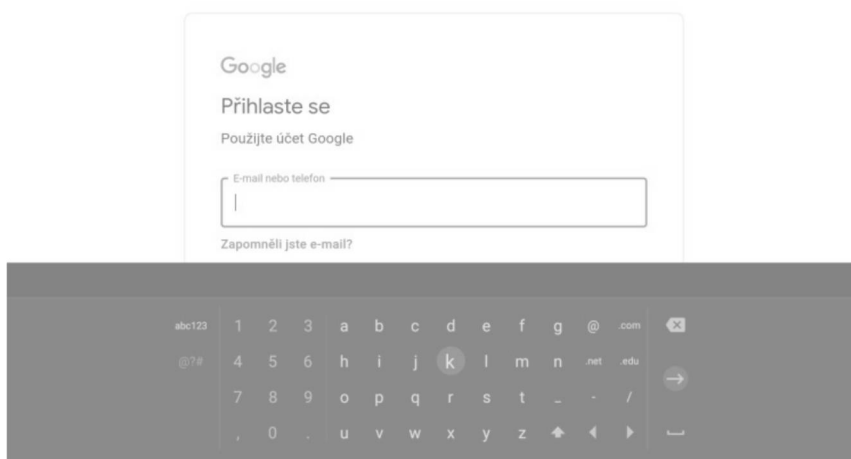 Google
Přihlaste se
Použijte účet Google
E-mail nebo telefon
Zapomněli jste e-mail?
abc123 1 2 3 a b c d e f g @ .com
@?# 4 5 6 h i j k l m n .net .edu
7 8 9 o p q r s t _ - /
, 0 . u v w x y z